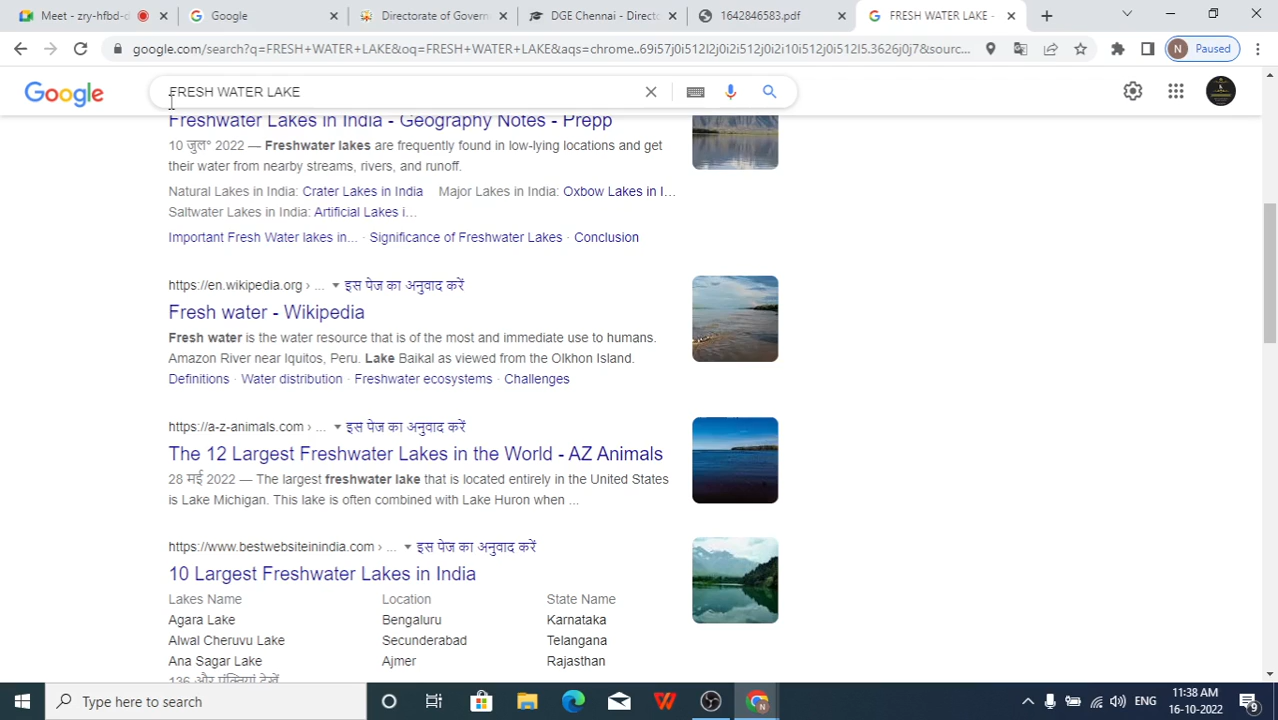 Meet - zry-hfbd-
Google
Directorate of Govern
DGE Chennai - Direct
1642846583.pdf
FRESH WATER LAKE -
google.com/search?q=FRESH+WATER+LAKE&oq=FRESH+WATER+LAKE&aqs=chrome..69i57j0i512l2j0i2i512j0i2i10i512j0i512l5.3626j0j7&sourc...
N Paused
Google
FRESH WATER LAKE
Freshwater Lakes in India - Geography Notes - Prepp
10 जुल॰ 2022 — Freshwater lakes are frequently found in low-lying locations and get
their water from nearby streams, rivers, and runoff.
Natural Lakes in India: Crater Lakes in India Major Lakes in India: Oxbow Lakes in I...
Saltwater Lakes in India: Artificial Lakes i...
Important Fresh Water lakes in... · Significance of Freshwater Lakes · Conclusion
https://en.wikipedia.org › ... इस पेज का अनुवाद करें
Fresh water - Wikipedia
Fresh water is the water resource that is of the most and immediate use to humans.
Amazon River near Iquitos, Peru. Lake Baikal as viewed from the Olkhon Island.
Definitions · Water distribution · Freshwater ecosystems · Challenges
https://a-z-animals.com › ... इस पेज का अनुवाद करें
The 12 Largest Freshwater Lakes in the World - AZ Animals
28 मई 2022 — The largest freshwater lake that is located entirely in the United States
is Lake Michigan. This lake is often combined with Lake Huron when ...
https://www.bestwebsiteinindia.com › ... इस पेज का अनुवाद करें
10 Largest Freshwater Lakes in India
Lakes Name Location State Name
Agara Lake Bengaluru Karnataka
Alwal Cheruvu Lake Secunderabad Telangana
Ana Sagar Lake Ajmer Rajasthan
136 और पंक्तियां देखें
Type here to search
ENG
11:38 AM
16-10-2022
9